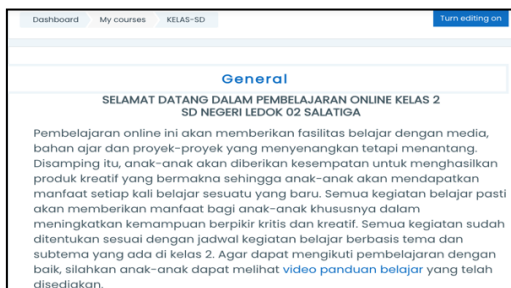 Dashboard My courses KELAS-SD Turn editing on
General
SELAMAT DATANG DALAM PEMBELAJARAN ONLINE KELAS 2
SD NEGERI LEDOK 02 SALATIGA
Pembelajaran online ini akan memberikan fasilitas belajar dengan media,
bahan ajar dan proyek-proyek yang menyenangkan tetapi menantang.
Disamping itu, anak-anak akan diberikan kesempatan untuk menghasilkan
produk kreatif yang bermakna sehingga anak-anak akan mendapatkan
manfaat setiap kali belajar sesuatu yang baru. Semua kegiatan belajar pasti
akan memberikan manfaat bagi anak-anak khususnya dalam
meningkatkan kemampuan berpikir kritis dan kreatif. Semua kegiatan sudah
ditentukan sesuai dengan jadwal kegiatan belajar berbasis tema dan
subtema yang ada di kelas 2. Agar dapat mengikuti pembelajaran dengan
baik, silahkan anak-anak dapat melihat video panduan belajar yang telah
disediakan.